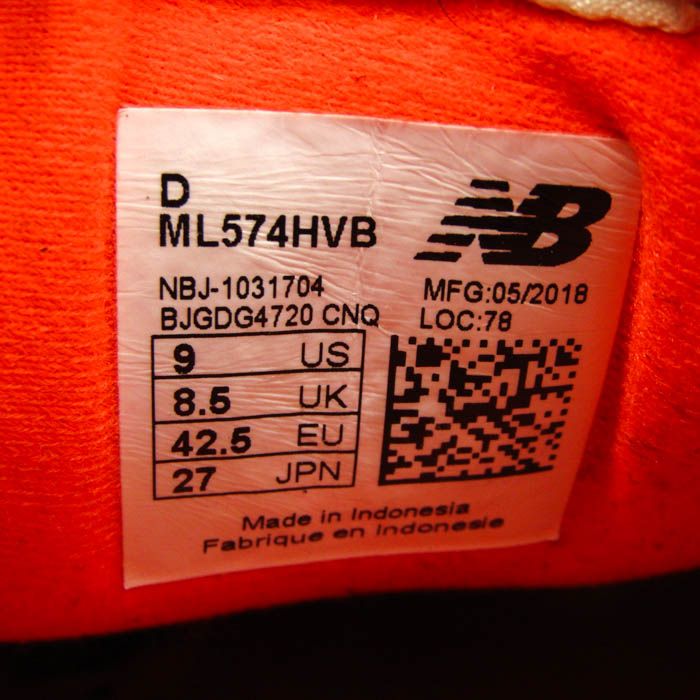 D
ML574HVB
NB
NBJ-1031704
MFG:05/2018
BJGDG4720 CNQ
LOC:78
9 US
8.5 UK
42.5 EU
27 JPN
Made in Indonesia
Fabrique en Indonesie